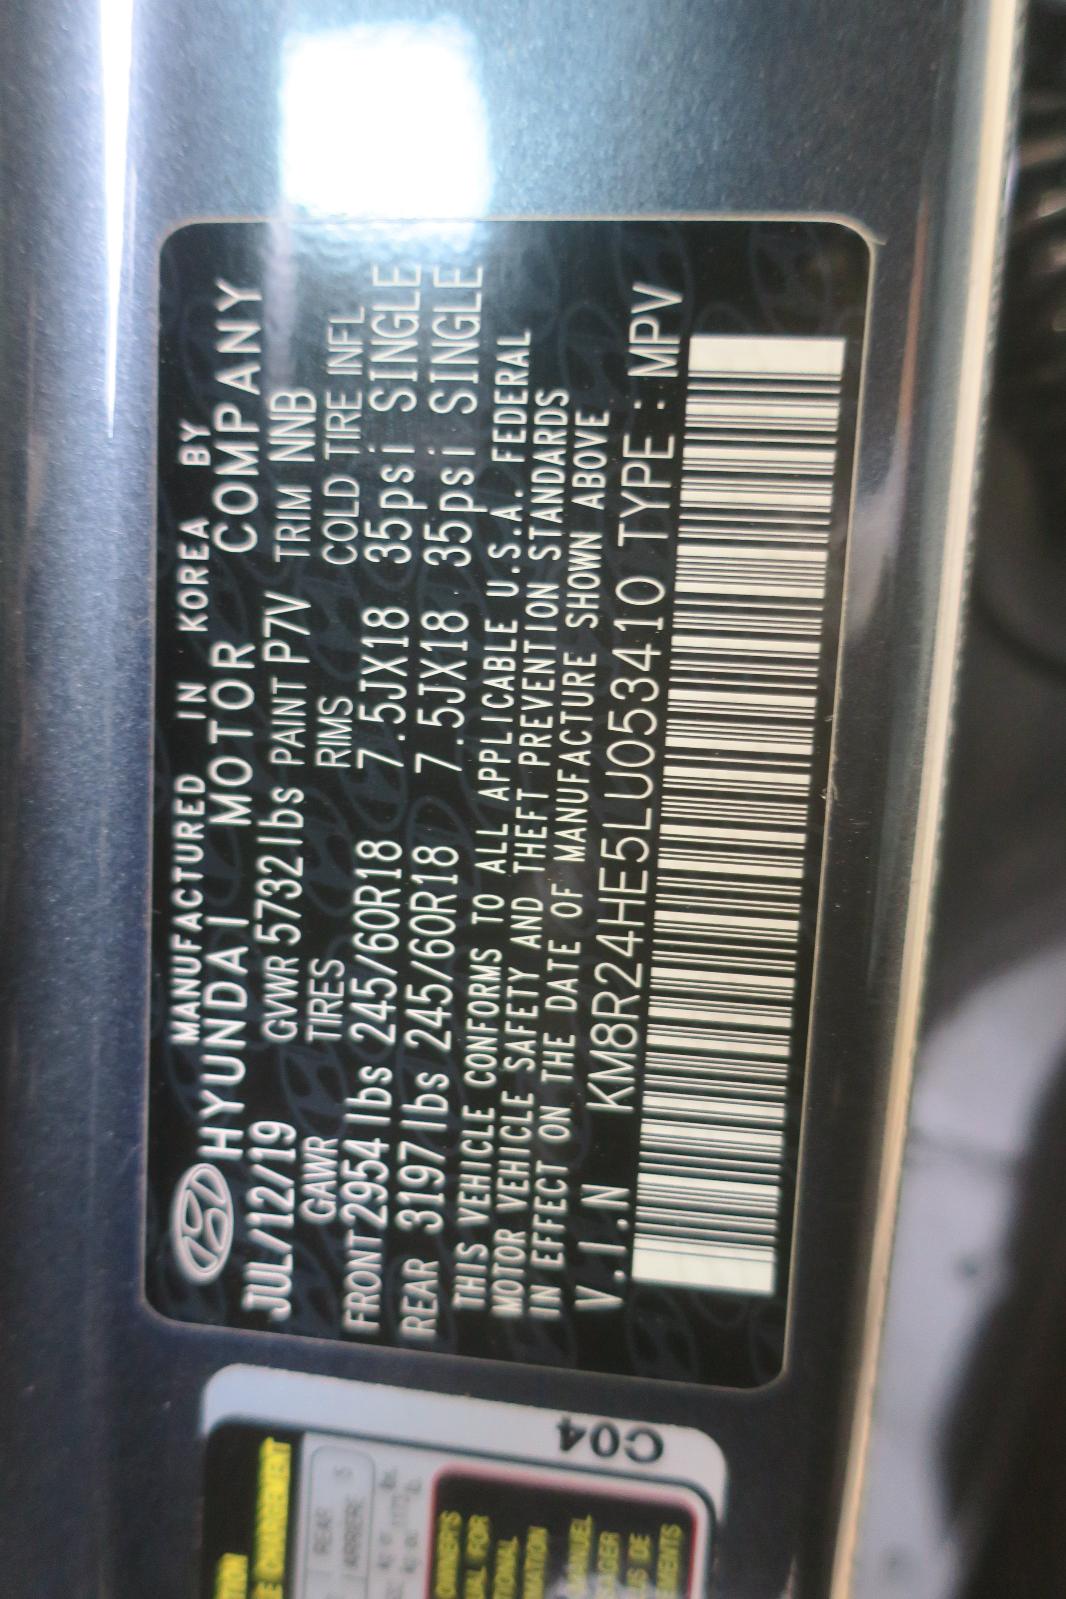 MANUFACTURED IN KOREA BY
HYUNDAI MOTOR COMPANY
JUL/12/19 GVWR 5732lbs PAINT P7V TRIM NNB
GAWR TIRES RIMS COLD TIRE INFL
FRONT 2954lbs 245/60R18 7.5JX18 35psi SINGLE
REAR 3197lbs 245/60R18 7.5JX18 35psi SINGLE
THIS VEHICLE CONFORMS TO ALL APPLICABLE U.S.A. FEDERAL
MOTOR VEHICLE SAFETY AND THEFT PREVENTION STANDARDS
IN EFFECT ON THE DATE OF MANUFACTURE SHOWN ABOVE
V.I.N KM8R24HE5LU053410 TYPE : MPV
C04
REAR 3
ARRIERE